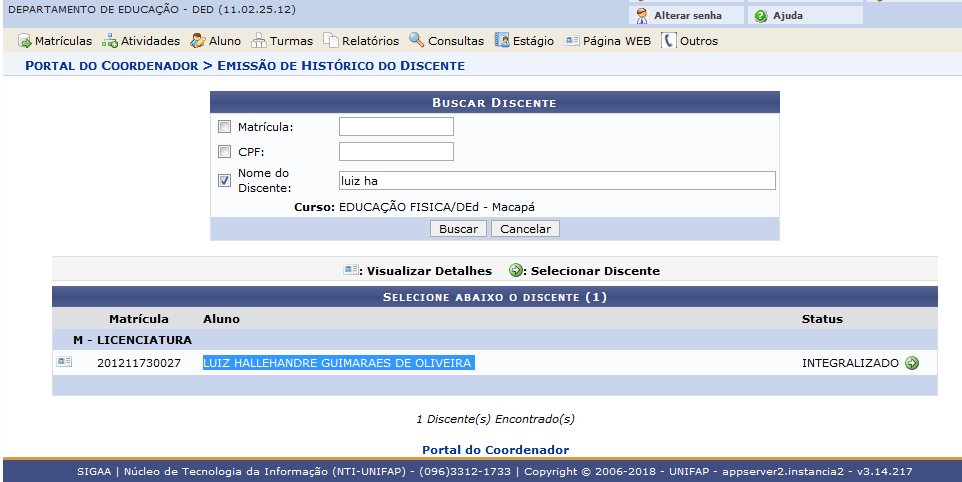 DEPARTAMENTO DE EDUCAÇÃO - DED (11.02.25.12)
Alterar senha Ajuda
Matrículas Atividades Aluno Turmas Relatórios Consultas Estágio Página WEB Outros
PORTAL DO COORDENADOR > EMISSÃO DE HISTÓRICO DO DISCENTE
BUSCAR DISCENTE
Matrícula:
CPF:
Nome do
Discente: luiz ha
Curso: EDUCAÇÃO FISICA/DEd - Macapá
Buscar Cancelar
: Visualizar Detalhes : Selecionar Discente
SELECIONE ABAIXO O DISCENTE (1)
Matrícula Aluno Status
M - LICENCIATURA
201211730027 LUIZ HALLEHANDRE GUIMARAES DE OLIVEIRA INTEGRALIZADO
1 Discente(s) Encontrado(s)
Portal do Coordenador
SIGAA | Núcleo de Tecnologia da Informação (NTI-UNIFAP) - (096)3312-1733 | Copyright © 2006-2018 - UNIFAP - appserver2.instancia2 - v3.14.217